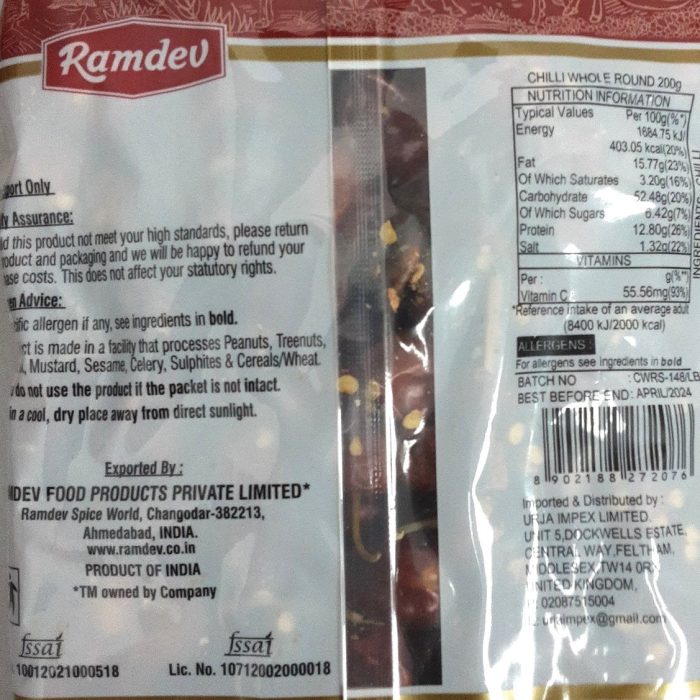 Ramdev
port Only
Assurance:
this product not meet your high standards, please return
product and packaging and we will be happy to refund your
costs. This does not affect your statutory rights.
Advice:
allergen if any, see ingredients in bold.
is made in a facility that processes Peanuts, Treenuts,
Mustard, Sesame, Celery, Sulphites & Cereals/Wheat.
do not use the product if the packet is not intact.
in a cool, dry place away from direct sunlight.
Exported By :
MDEV FOOD PRODUCTS PRIVATE LIMITED*
Ramdev Spice World, Changodar-382213,
Ahmedabad, INDIA.
www.ramdev.co.in
PRODUCT OF INDIA
*TM owned by Company
fssai
10012021000518
fssai
Lic. No. 10712002000018
CHILLI WHOLE ROUND 200g
NUTRITION INFORMATION
Typical Values Per 100g(%*)
Energy 1684.75 kJ/
403.05 kcal(20%)
Fat 15.77g(23%)
Of Which Saturates 3.20g(16%)
Carbohydrate 52.48g(20%)
Of Which Sugars 6.42g(7%)
Protein 12.80g(26%)
Salt 1.32g(22%)
VITAMINS
Per : g(%*)
Vitamin C 55.56mg(93%)
*Reference intake of an average adult
(8400 kJ/2000 kcal)
ALLERGENS :
For allergens see ingredients in bold
BATCH NO : CWRS-148/LB
BEST BEFORE END: APRIL/2024
8 902188 272076
Imported & Distributed by :
URJA IMPEX LIMITED.
UNIT 5,DOCKWELLS ESTATE,
CENTRAL WAY,FELTHAM,
MIDDLESEX,TW14 0R
UNITED KINGDOM,
02087515004
urjaimpex@gmail.com